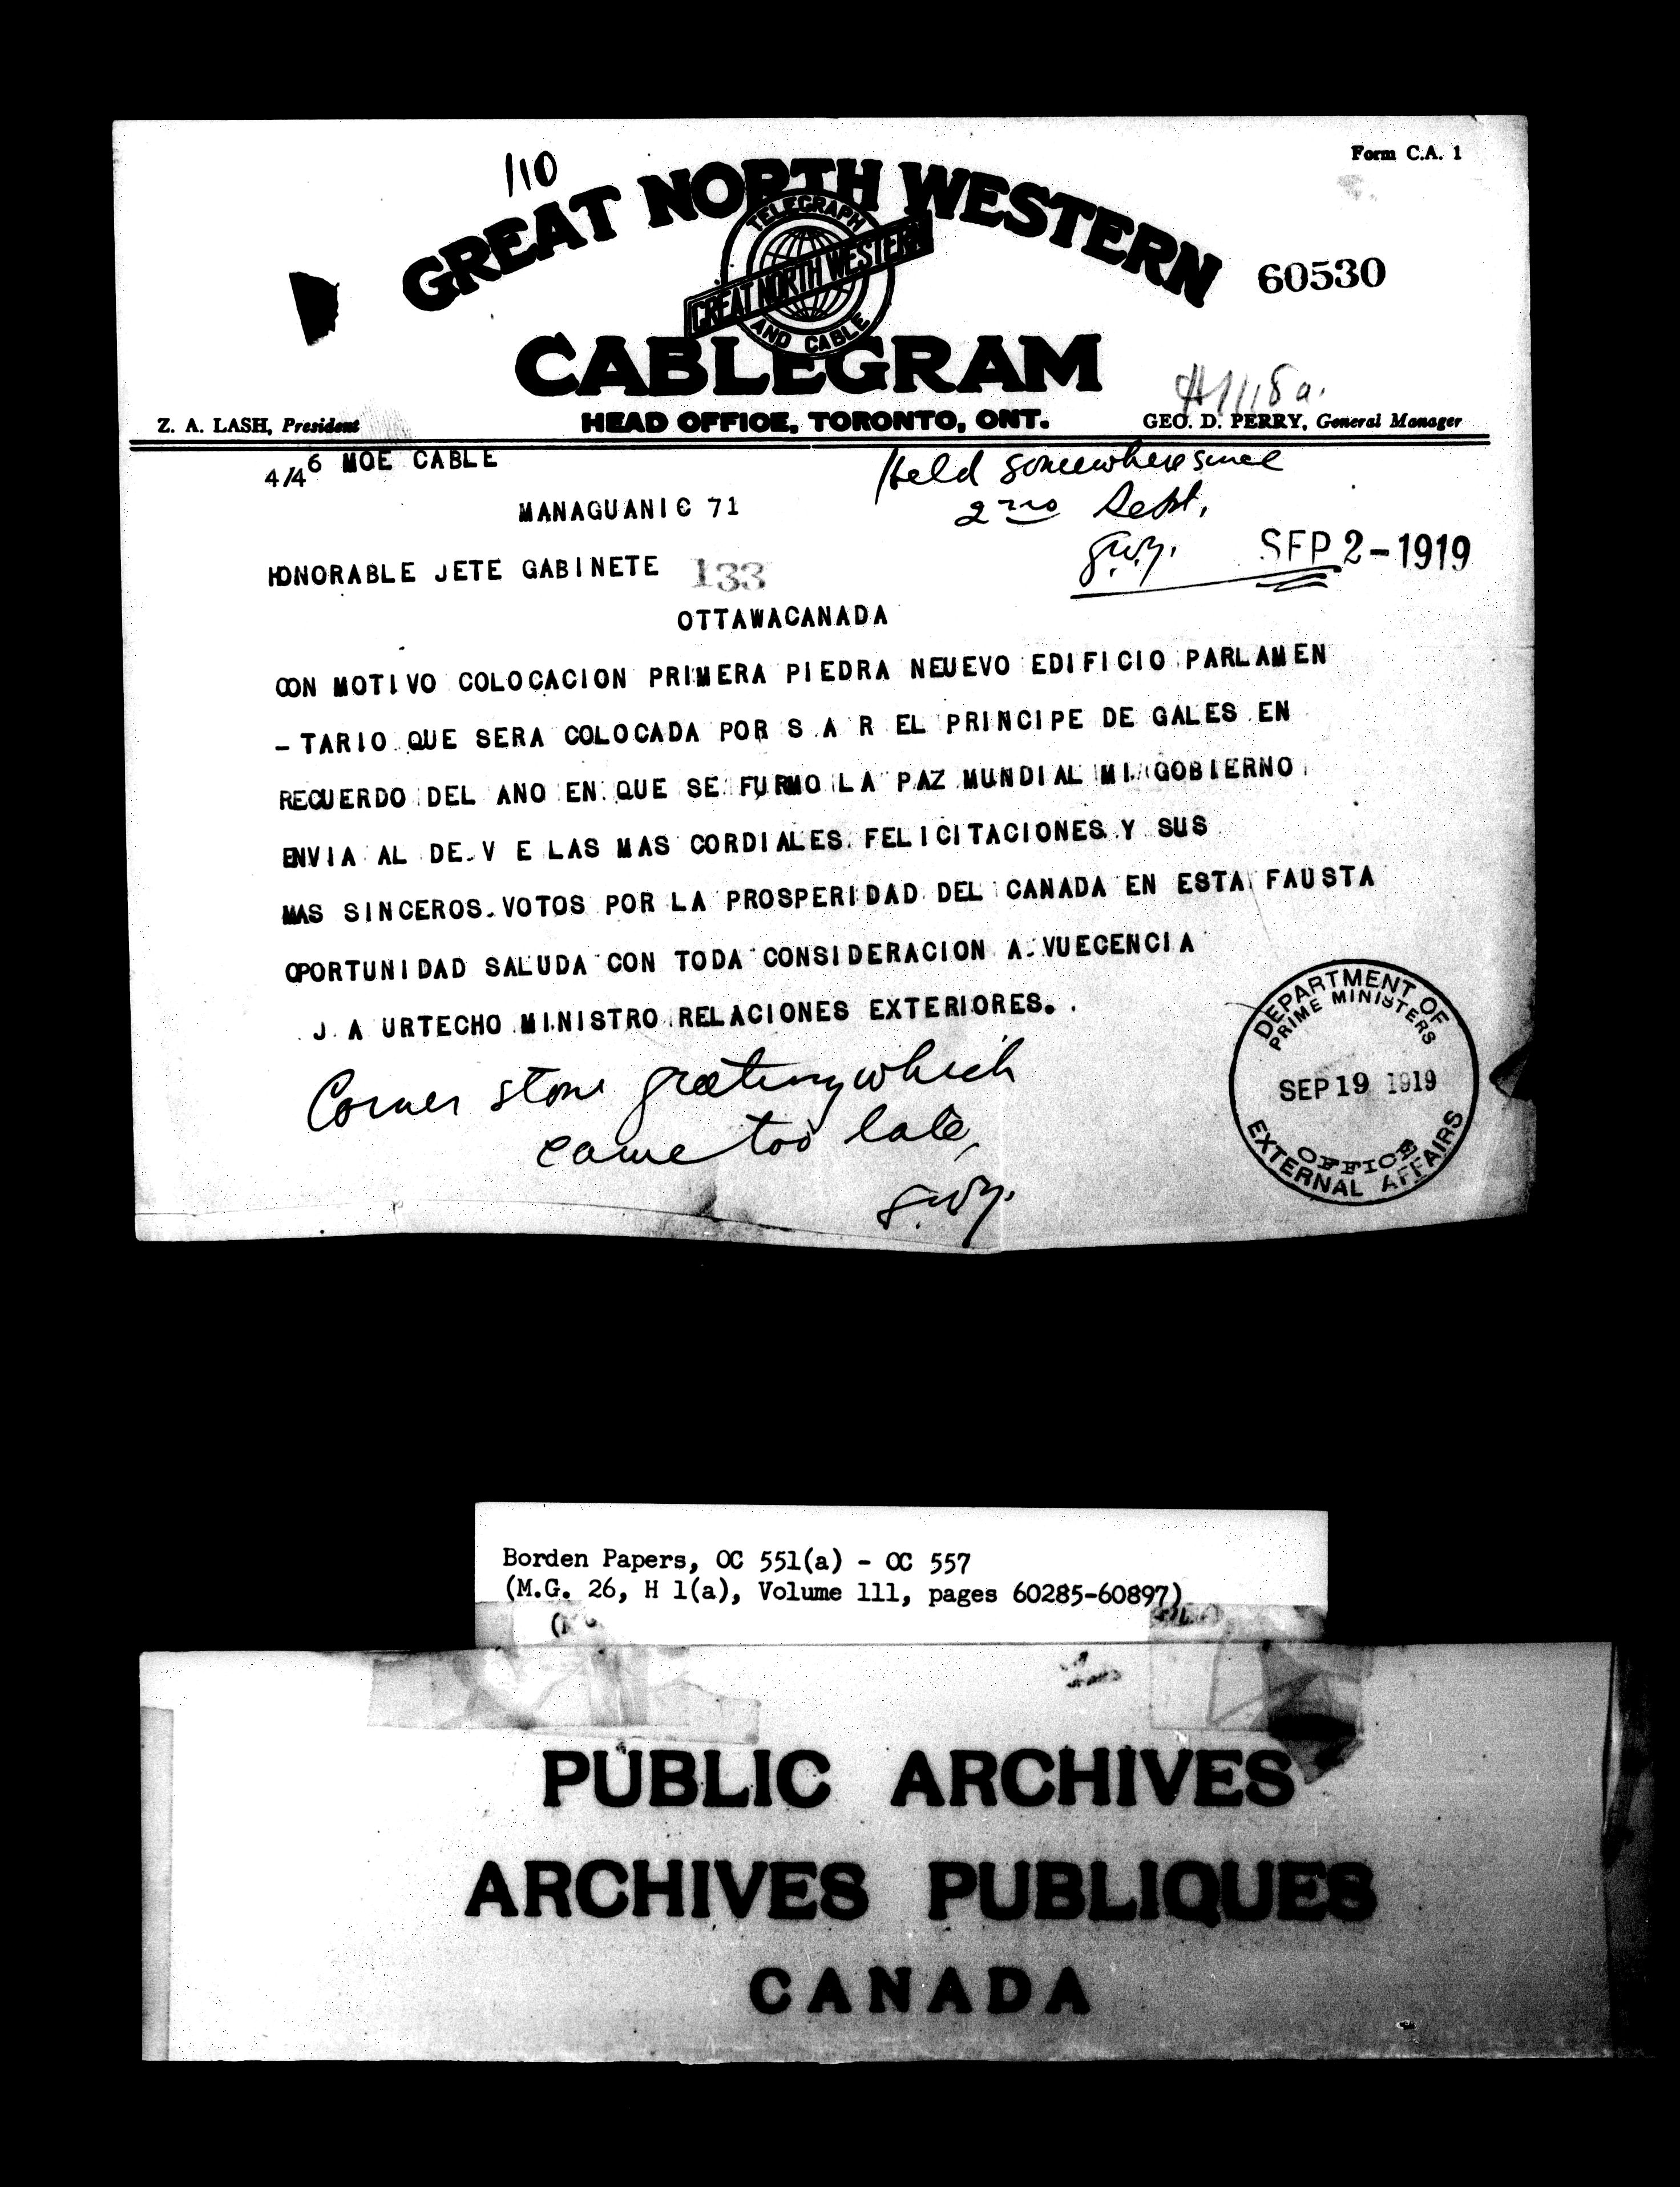 Form C.A. 1
110
GREAT NORTH WESTERN
TELEGRAPH
GREAT NORTH WESTERN
AND CABLE
60530
CABLEGRAM
Z. A. LASH, President
HEAD OFFICE, TORONTO, ONT.
GEO. D. PERRY, General Manager
4/46 MOE CABLE
Held somewhere since
2nd Sept.
MANAGUANIC 71
SEP 2-1919
HONORABLE JETE GABINETE 133
OTTAWACANADA
CON MOTIVO COLOCACION PRIMERA PIEDRA NEUEVO EDIFICIO PARLAMEN
- TARIO QUE SERA COLOCADA POR S A R EL PRINCIPE DE GALES EN
RECUERDO DEL ANO EN QUE SE FURMO LA PAZ MUNDIAL MI GOBIERNO
ENVIA AL DE V E LAS MAS CORDIALES FELICITACIONES Y SUS
MAS SINCEROS VOTOS POR LA PROSPERIDAD DEL CANADA EN ESTA FAUSTA
OPORTUNIDAD SALUDA CON TODA CONSIDERACION A VUECENCIA
J A URTECHO MINISTRO RELACIONES EXTERIORES.
Corner stone greeting which
came too late,
DEPARTMENT OF
PRIME MINISTERS
SEP 19 1919
OFFICE
EXTERNAL AFFAIRS
Borden Papers, OC 551(a) - OC 557
(M.G. 26, H 1(a), Volume 111, pages 60285-60897)
PUBLIC ARCHIVES
ARCHIVES PUBLIQUES
CANADA